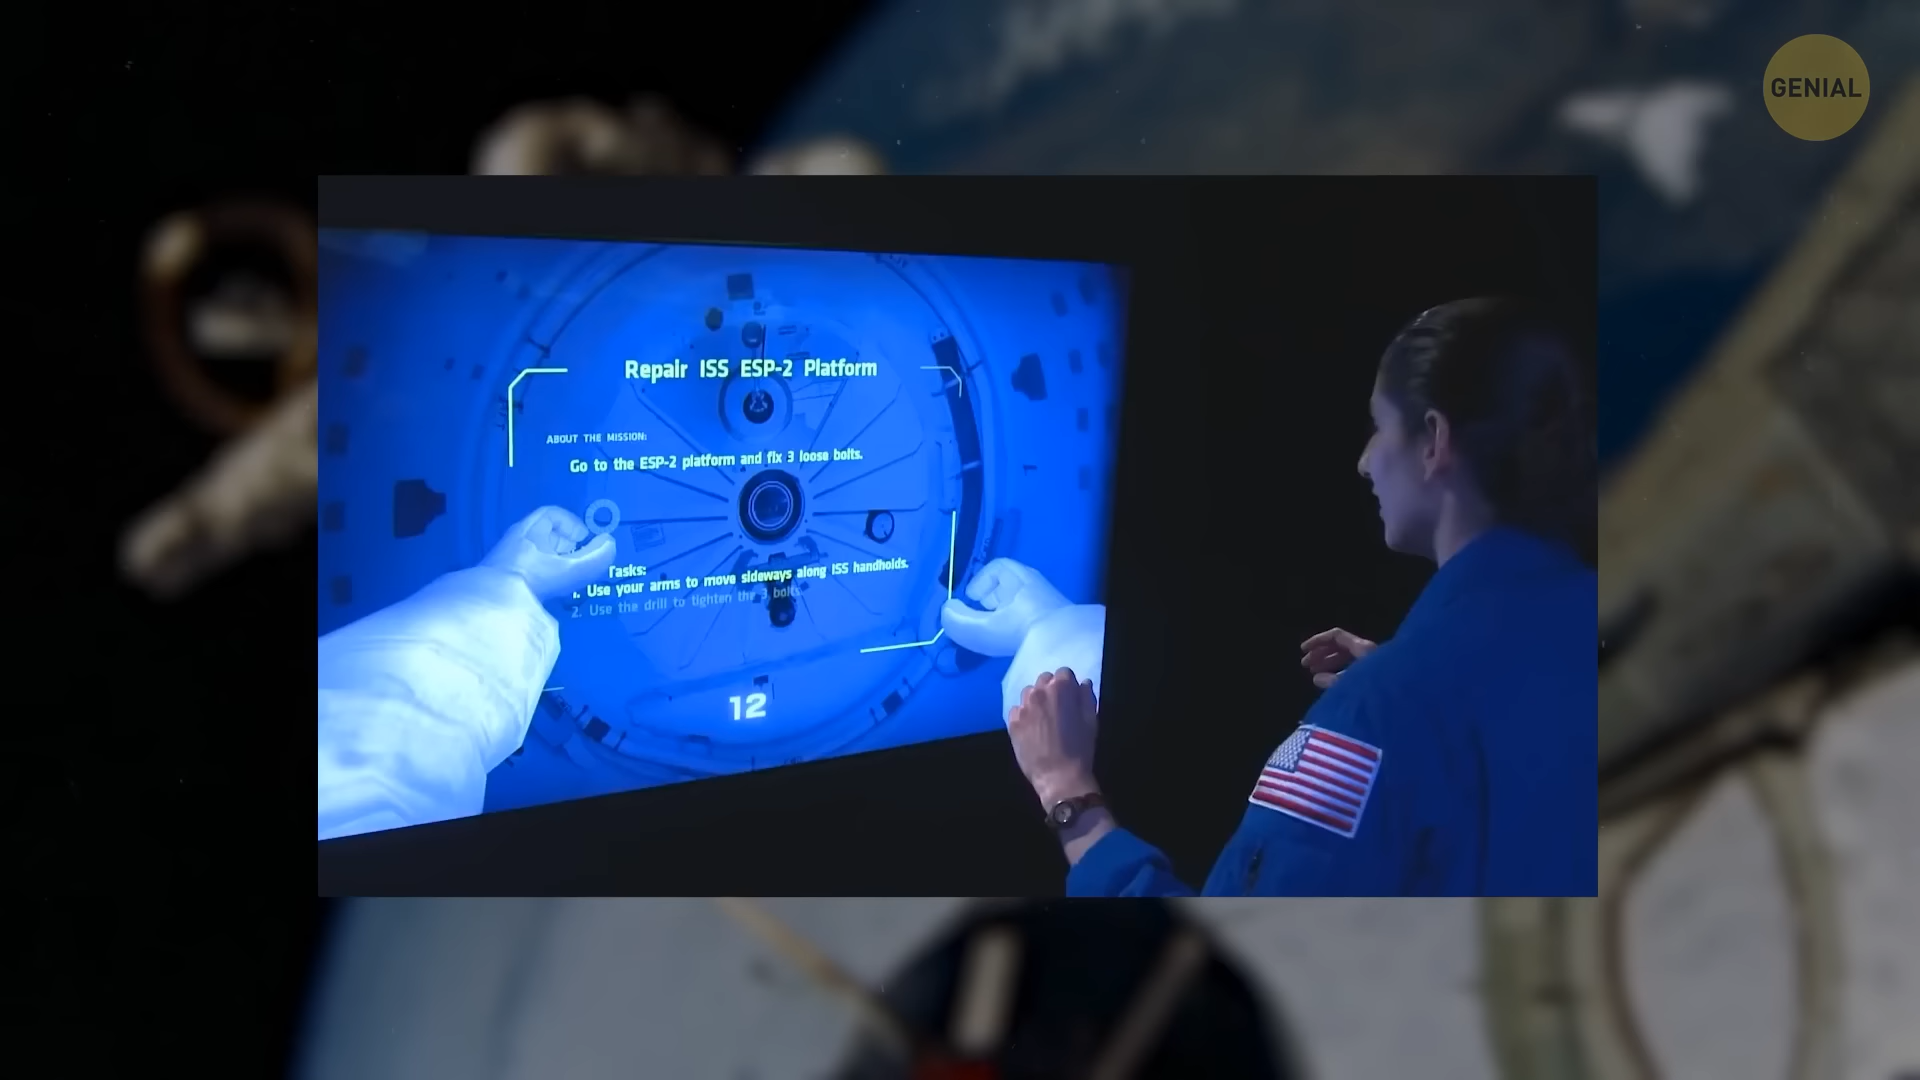 GENIAL
Repair ISS ESP-2 Platform
ABOUT THE MISSION:
Go to the ESP-2 platform and fix 3 loose bolts.
Tasks:
1. Use your arms to move sideways along ISS handholds.
2. Use the drill to tighten the 3 bolts.
12